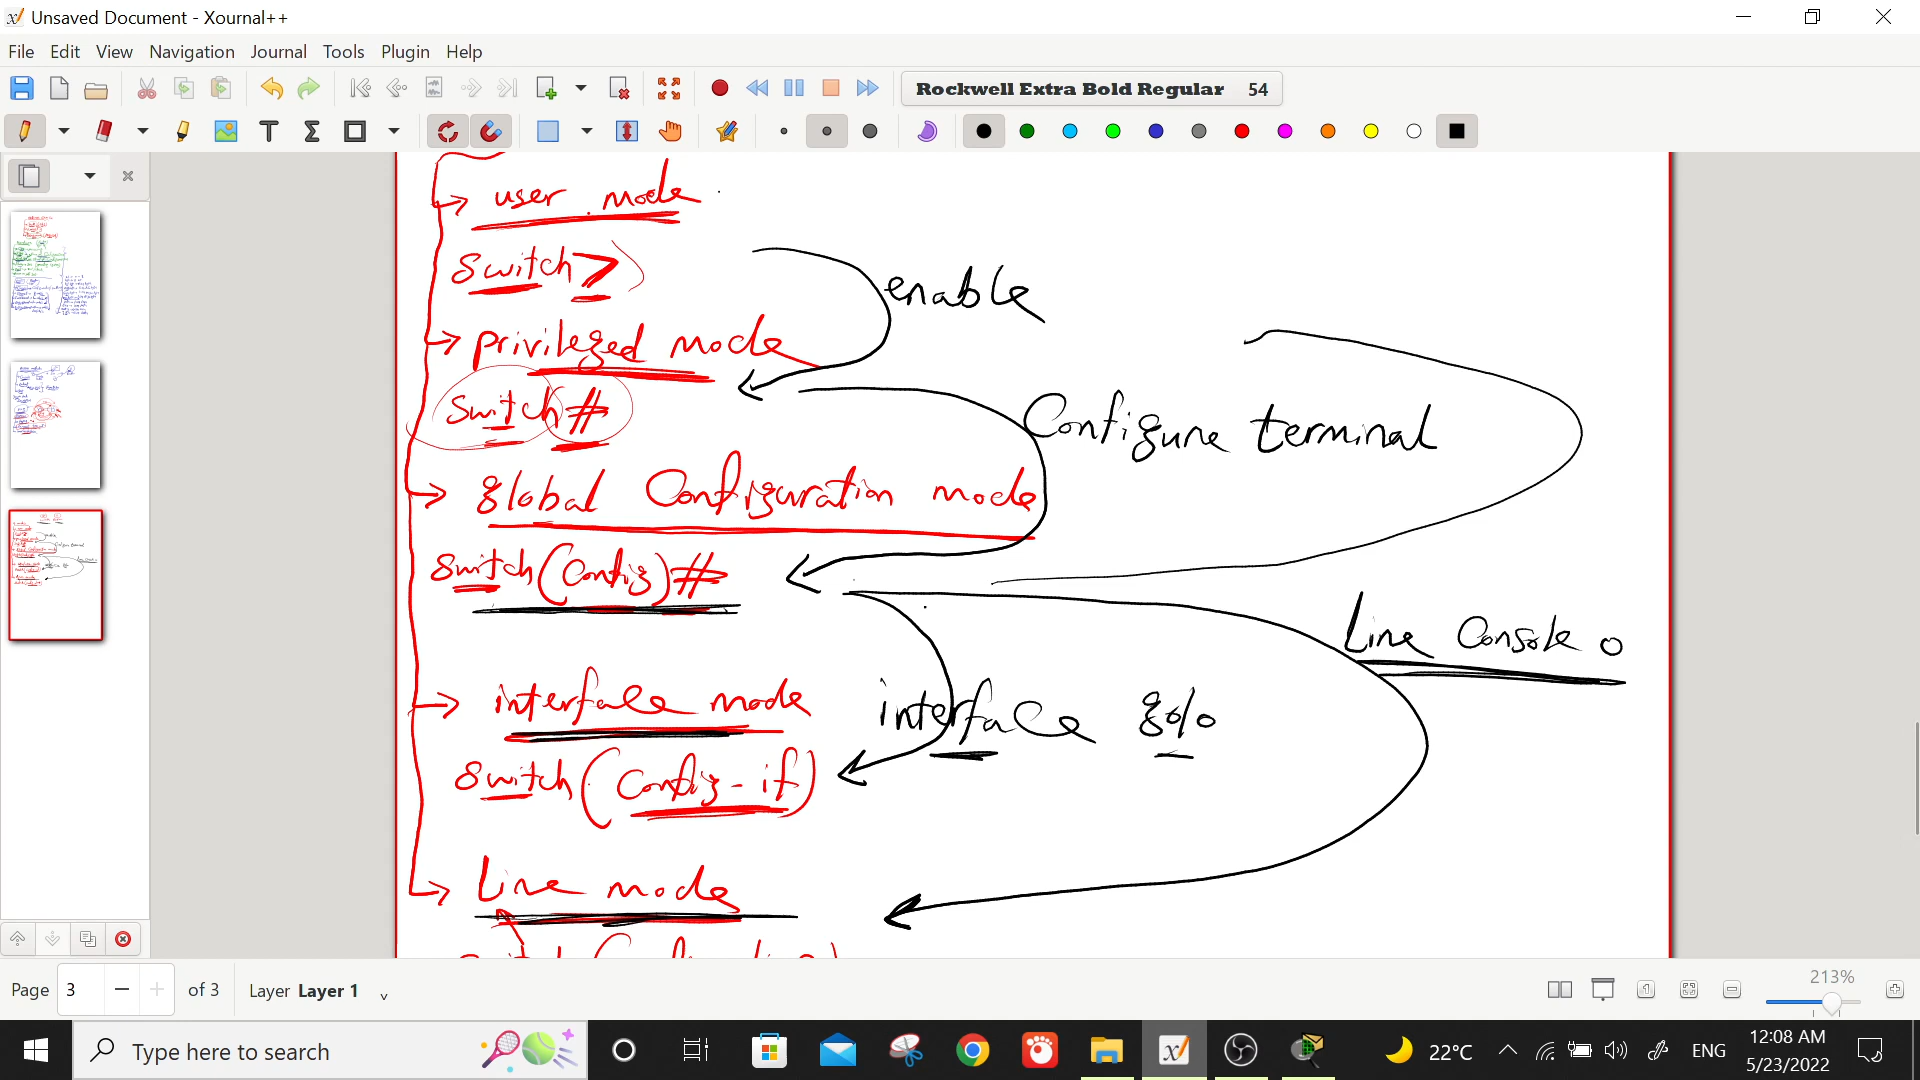 Unsaved Document - Xournal++
File Edit View Navigation Journal Tools Plugin Help
Rockwell Extra Bold Regular 54
user mode
switch >
enable
privileged mode
switch #
Configure terminal
global Configuration mode
switch (Config) #
Line Console 0
interface mode
interface g0/0
switch (Config-if)
Line mode
Page 3 of 3 Layer Layer 1
213%
Type here to search
22°C
ENG
12:08 AM
5/23/2022